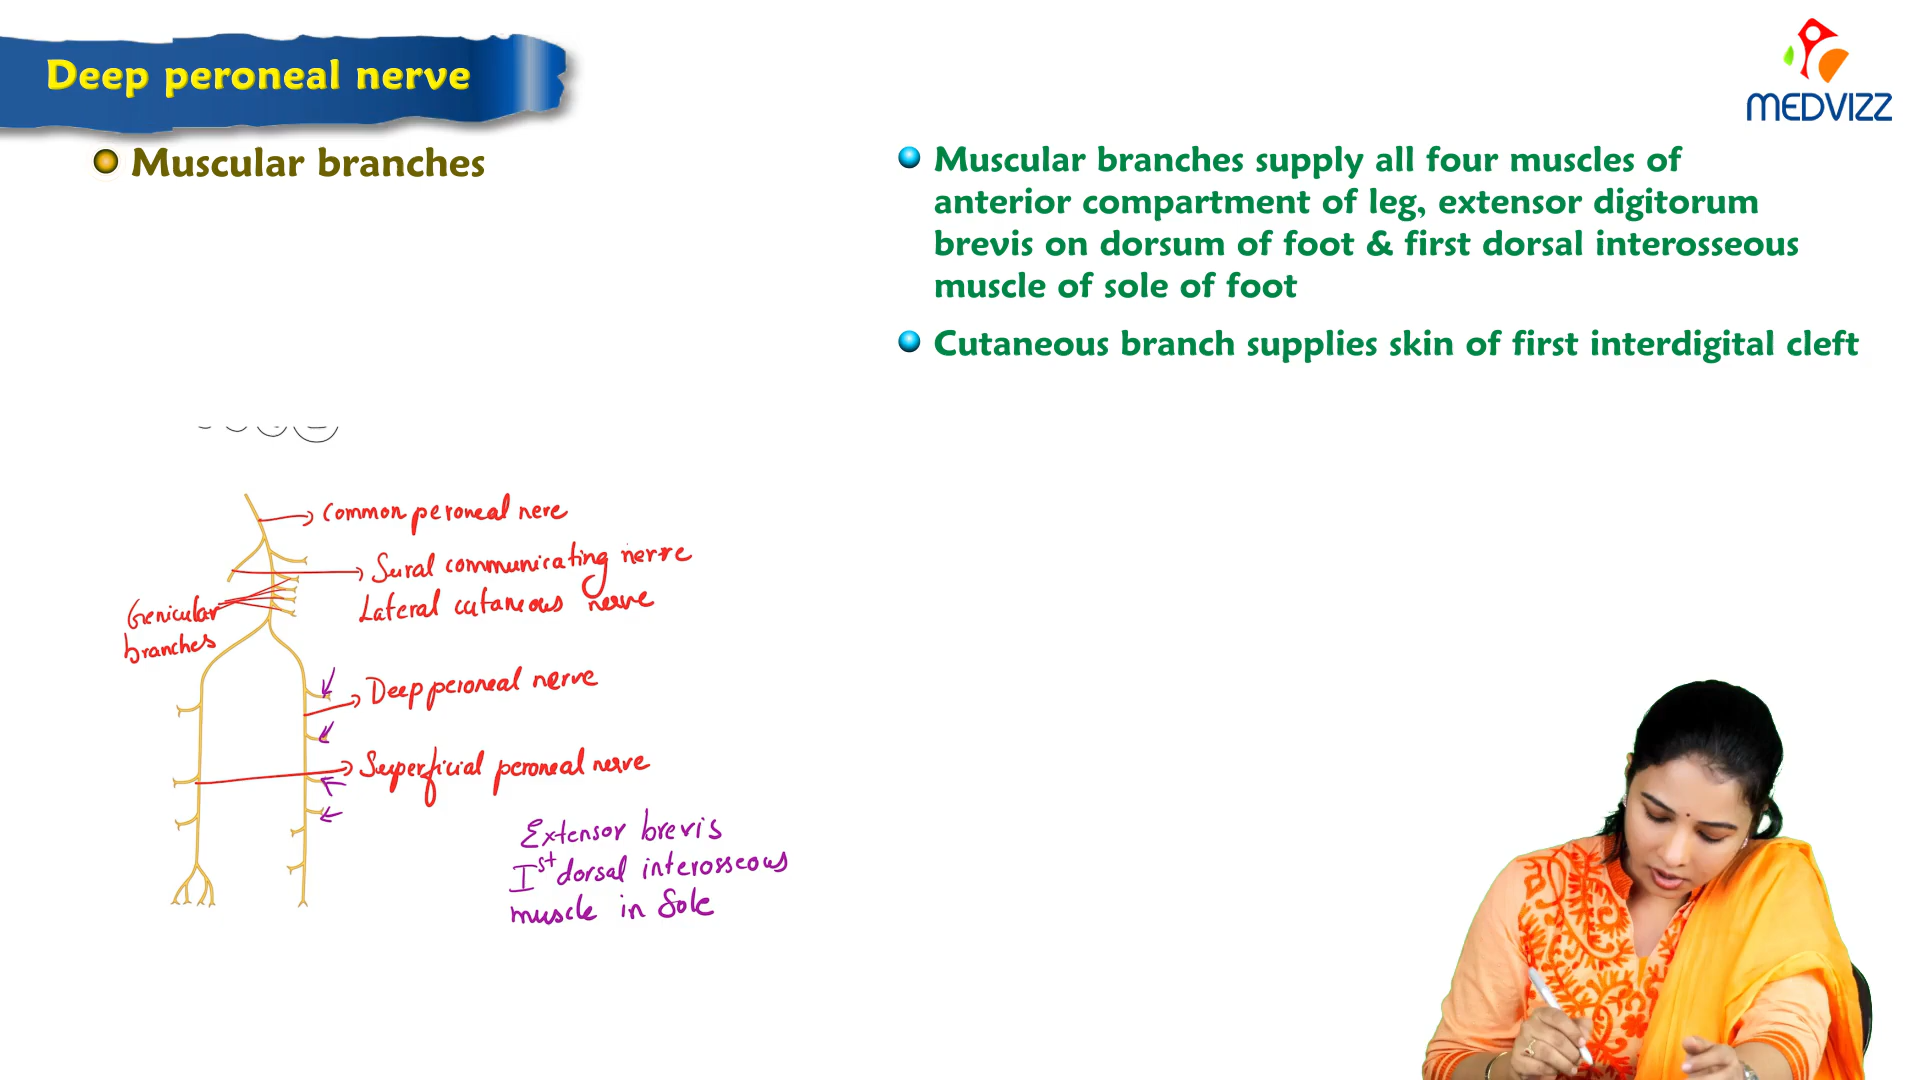 Deep peroneal nerve
MEDVIZZ
Muscular branches
Muscular branches supply all four muscles of
anterior compartment of leg, extensor digitorum
brevis on dorsum of foot & first dorsal interosseous
muscle of sole of foot
Cutaneous branch supplies skin of first interdigital cleft
Common peroneal nere
Sural communicating nerve
Lateral cutaneous nerve
Genicular
branches
Deep peroneal nerve
Superficial peroneal nerve
Extensor brevis
Ist dorsal interosseous
muscle in Sole